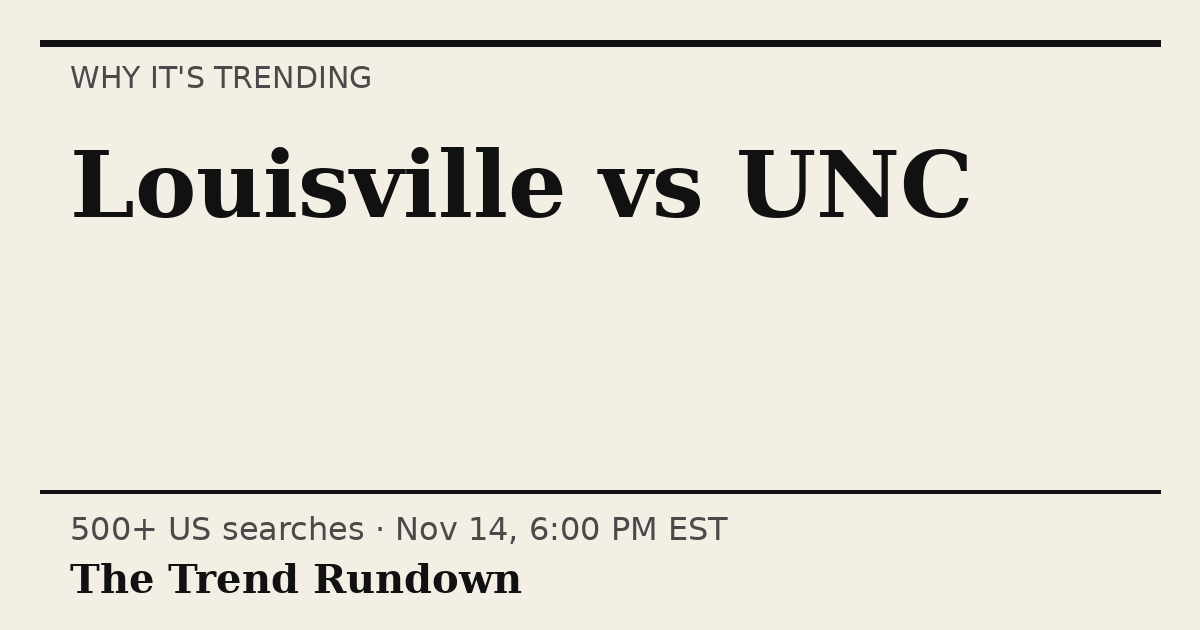 WHY IT'S TRENDING
Louisville vs UNC
500+ US searches · Nov 14, 6:00 PM EST
The Trend Rundown